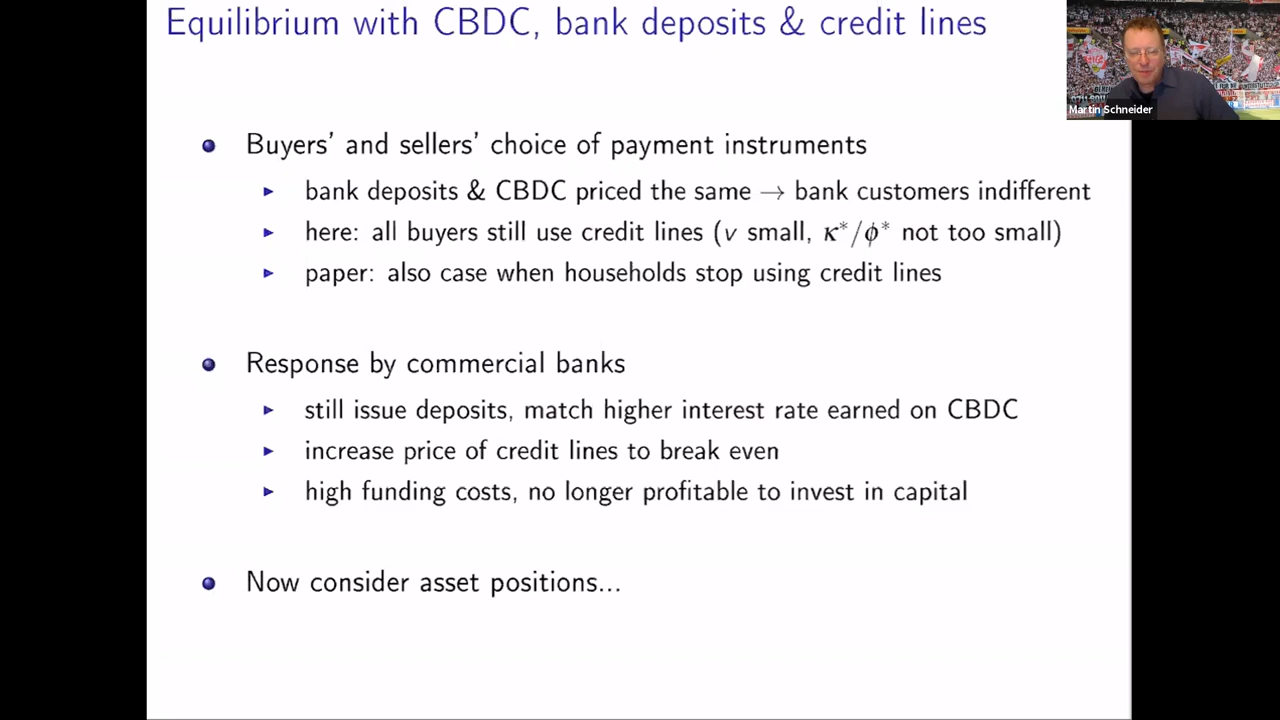 Equilibrium with CBDC, bank deposits & credit lines
Martin Schneider
Buyers' and sellers' choice of payment instruments
bank deposits & CBDC priced the same → bank customers indifferent
here: all buyers still use credit lines (v small, κ*/ϕ* not too small)
paper: also case when households stop using credit lines
Response by commercial banks
still issue deposits, match higher interest rate earned on CBDC
increase price of credit lines to break even
high funding costs, no longer profitable to invest in capital
Now consider asset positions...